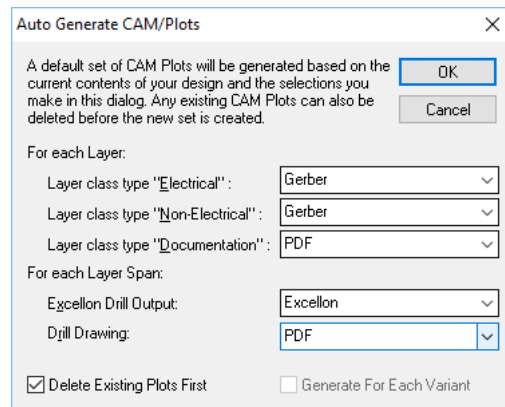 Auto Generate CAM/Plots
A default set of CAM Plots will be generated based on the
current contents of your design and the selections you
make in this dialog. Any existing CAM Plots can also be
deleted before the new set is created.
OK
Cancel
For each Layer:
Layer class type "Electrical" : Gerber
Layer class type "Non-Electrical" : Gerber
Layer class type "Documentation" : PDF
For each Layer Span:
Excellon Drill Output: Excellon
Drill Drawing: PDF
Delete Existing Plots First Generate For Each Variant